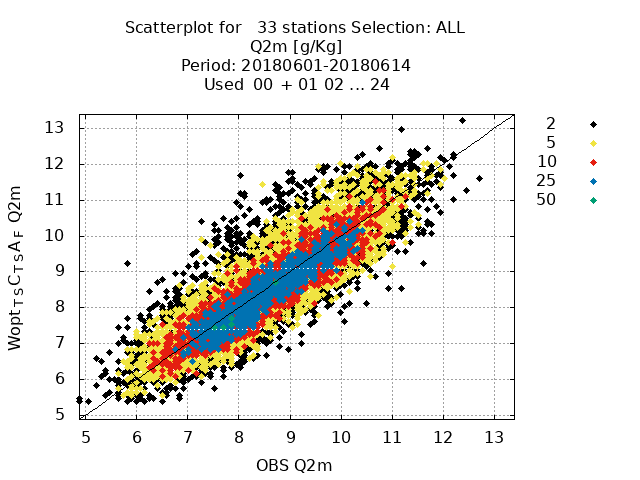 Scatterplot for   33 stations Selection: ALL
Q2m [g/Kg]
Period: 20180601-20180614
Used  00 + 01 02 ... 24
13
12
11
10
9
8
7
6
5
5 6 7 8 9 10 11 12 13
Wopt T S C T S A F Q2m
OBS Q2m
2
5
10
25
50